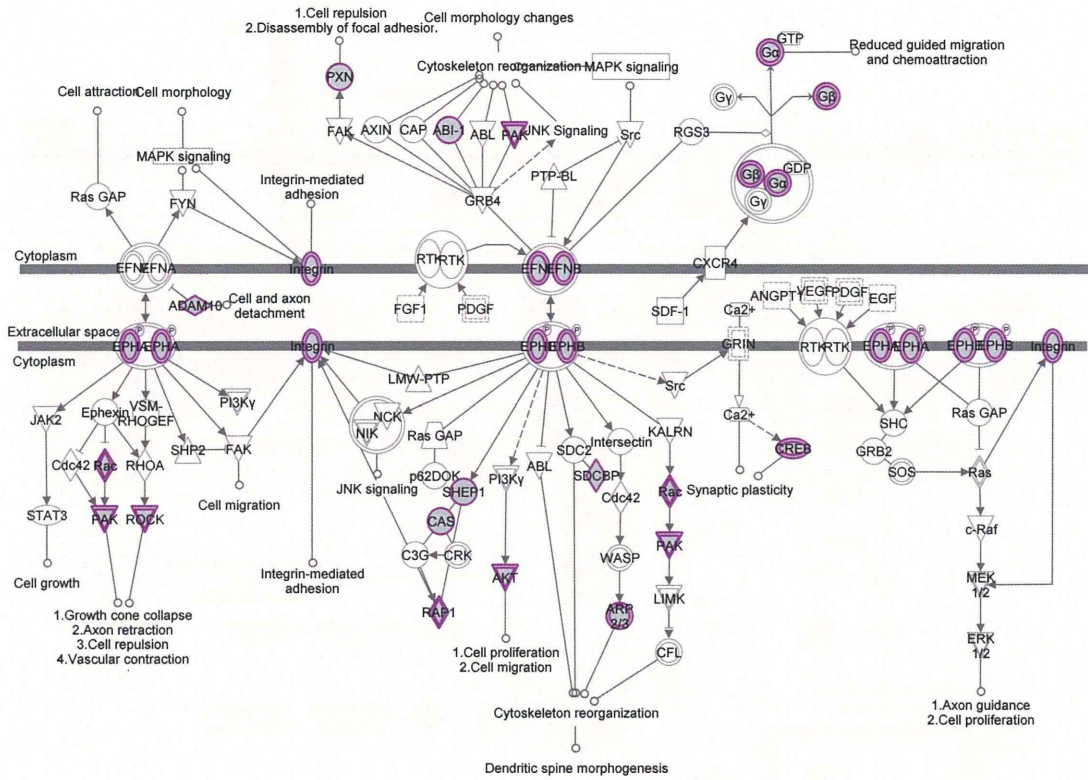 1.Cell repulsion
2.Disassembly of focal adhesior.
Cell morphology changes
GTP
Gα
Reduced guided migration
and chemoattraction
PXN
Cytoskeleton reorganization
MAPK signaling
Cell attraction
Cell morphology
Gγ
Gβ
FAK
AXIN
CAP
ABI-1
ABL
PAK
JNK Signaling
Src
RGS3
MAPK signaling
Integrin-mediated
adhesion
PTP-BL
Gβ
GDP
Gα
Gγ
Ras GAP
FYN
GRB4
Cytoplasm
EFN
EFNA
Integrin
RTK
RTK
EFN
EFNB
CXCR4
Cytoplasm
ADAM10
Cell and axon
detachment
FGF1
PDGF
SDF-1
Ca2+
ANGPT
VEGF
PDGF
EGF
Extracellular space
P
P
P
P
P
P
P
P
EPHA
EPHA
Integrin
EPHB
EPHB
GRIN
RTK
RTK
EPHA
EPHA
EPHB
EPHB
Integrin
Cytoplasm
LMW-PTP
Src
JAK2
Ephexin
VSM-
RHOGEF
PI3Kγ
NCK
NIK
Ras GAP
Ca2+
SHC
Ras GAP
Cdc42
Rac
RHOA
SHP2
FAK
SDC2
Intersectin
KALRN
CREB
GRB2
SOS
Ras
p62DOK
PI3Kγ
ABL
SDCBP
Cell migration
JNK signaling
SHEP1
Cdc42
Rac
Synaptic plasticity
STAT3
PAK
ROCK
CAS
c-Raf
C3G
CRK
WASP
PAK
Cell growth
Integrin-mediated
adhesion
AKT
MEK
1/2
RAP1
ARP
2/3
LIMK
1.Growth cone collapse
2.Axon retraction
3.Cell repulsion
4.Vascular contraction
1.Cell proliferation
2.Cell migration
CFL
ERK
1/2
Cytoskeleton reorganization
1.Axon guidance
2.Cell proliferation
Dendritic spine morphogenesis